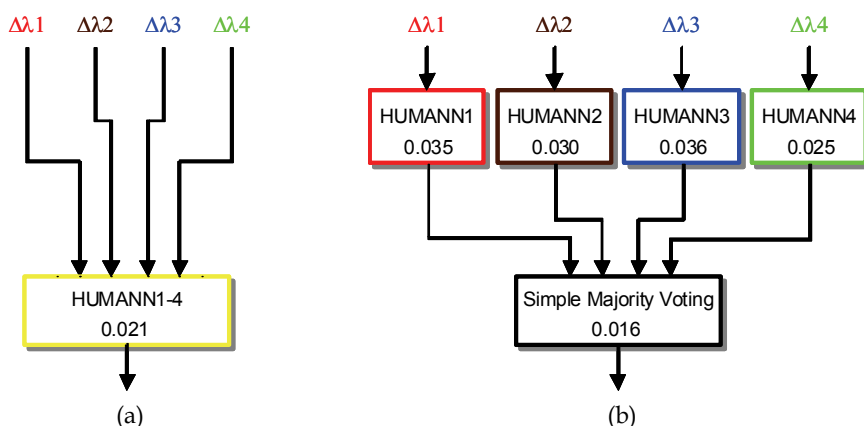 Δλ1 Δλ2 Δλ3 Δλ4
HUMANN1-4
0.021
(a)
Δλ1 Δλ2 Δλ3 Δλ4
HUMANN1 HUMANN2 HUMANN3 HUMANN4
0.035 0.030 0.036 0.025
Simple Majority Voting
0.016
(b)